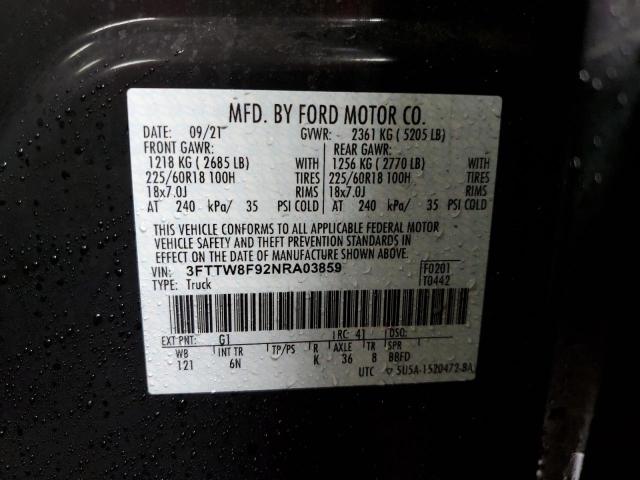 MFD. BY FORD MOTOR CO.
DATE: 09/21 GVWR: 2361 KG ( 5205 LB)
FRONT GAWR: REAR GAWR:
1218 KG ( 2685 LB) WITH 1256 KG ( 2770 LB) WITH
225/60R18 100H TIRES 225/60R18 100H TIRES
18x7.0J RIMS 18x7.0J RIMS
AT 240 kPa/ 35 PSI COLD AT 240 kPa/ 35 PSI COLD
THIS VEHICLE CONFORMS TO ALL APPLICABLE FEDERAL MOTOR
VEHICLE SAFETY AND THEFT PREVENTION STANDARDS IN
EFFECT ON THE DATE OF MANUFACTURE SHOWN ABOVE.
VIN: 3FTTW8F92NRA03859 F0201
TYPE: Truck T0442
EXT PNT: G1 RC: 41 DSO:
WB INT TR TP/PS R AXLE TR SPR
121 6N K 36 8 BBFD
UTC ▽ 5U5A-1520472-BA